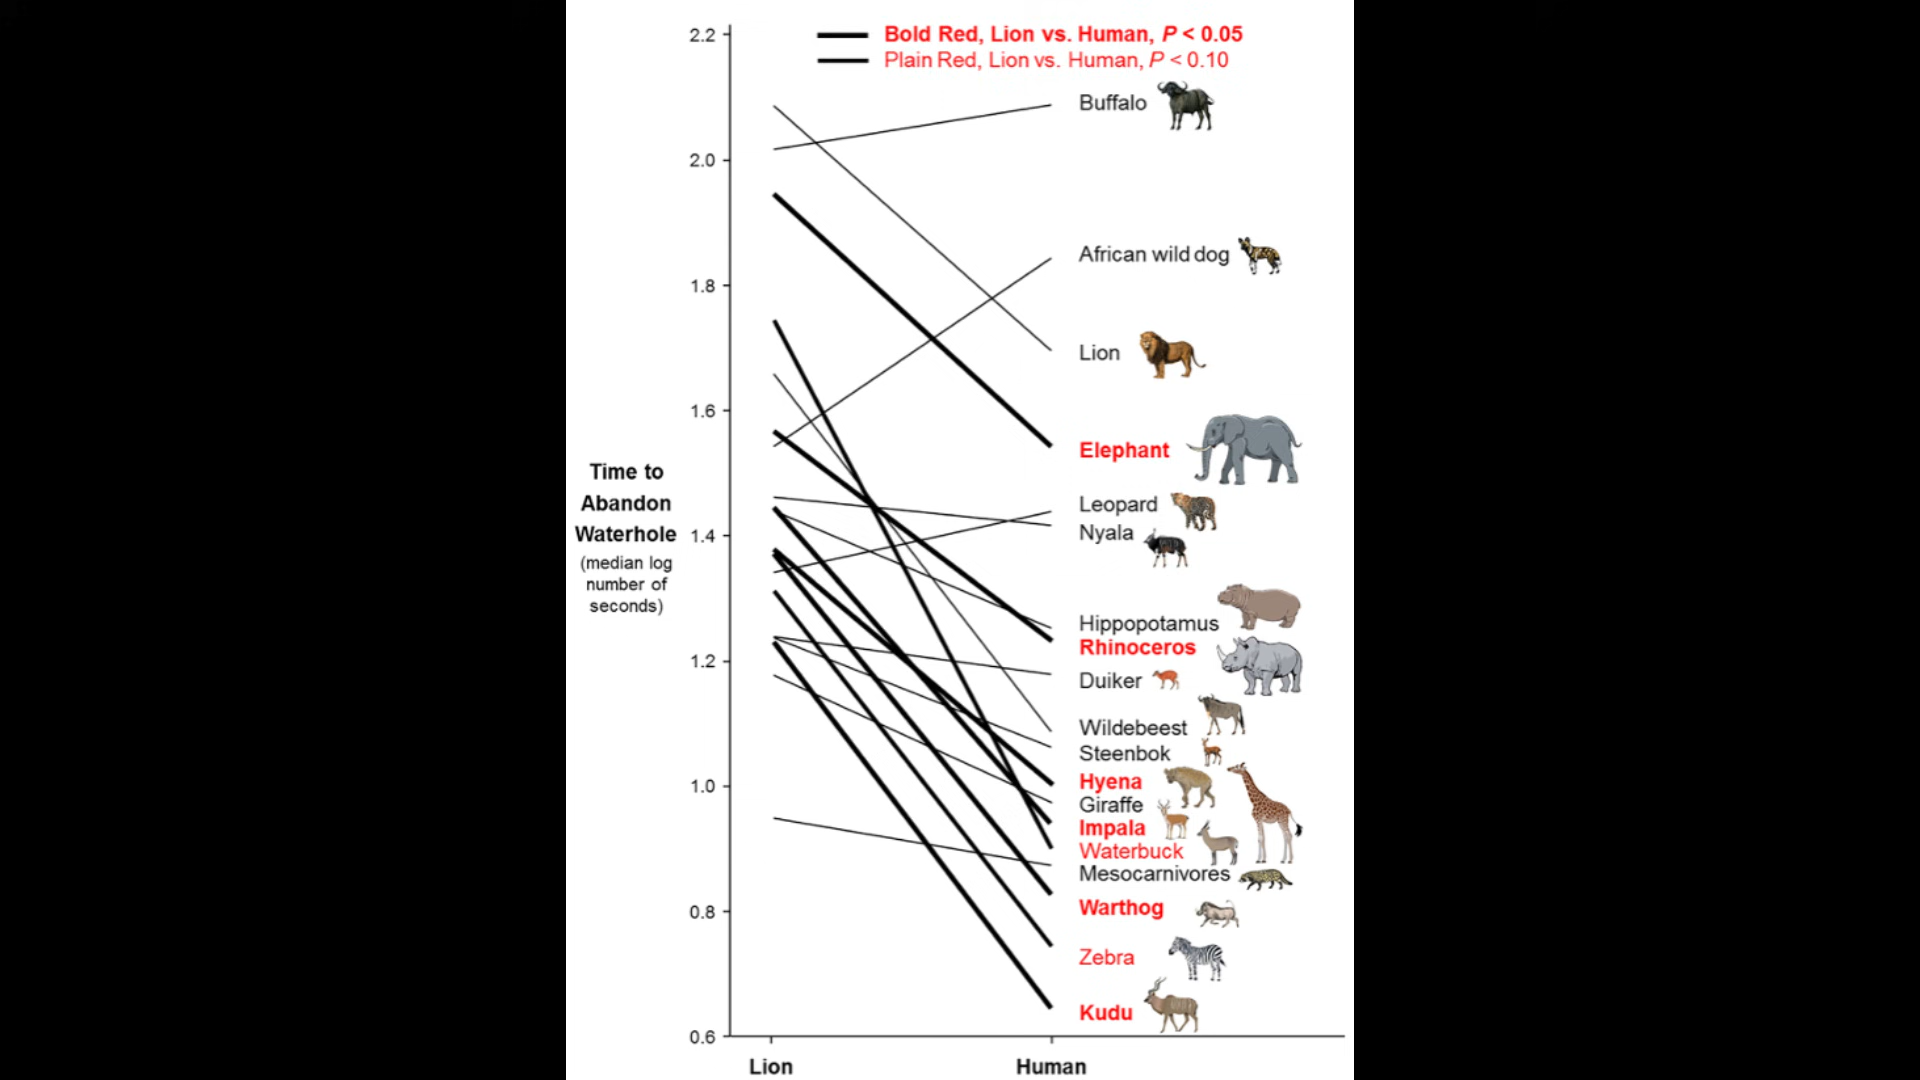 2.2
Bold Red, Lion vs. Human, P < 0.05
Plain Red, Lion vs. Human, P < 0.10
Buffalo
2.0
African wild dog
1.8
Lion
1.6
Elephant
Time to
Abandon
Waterhole
(median log
number of
seconds)
Leopard
Nyala
1.4
Hippopotamus
Rhinoceros
1.2
Duiker
Wildebeest
Steenbok
Hyena
1.0
Giraffe
Impala
Waterbuck
Mesocarnivores
Warthog
0.8
Zebra
Kudu
0.6
Lion
Human